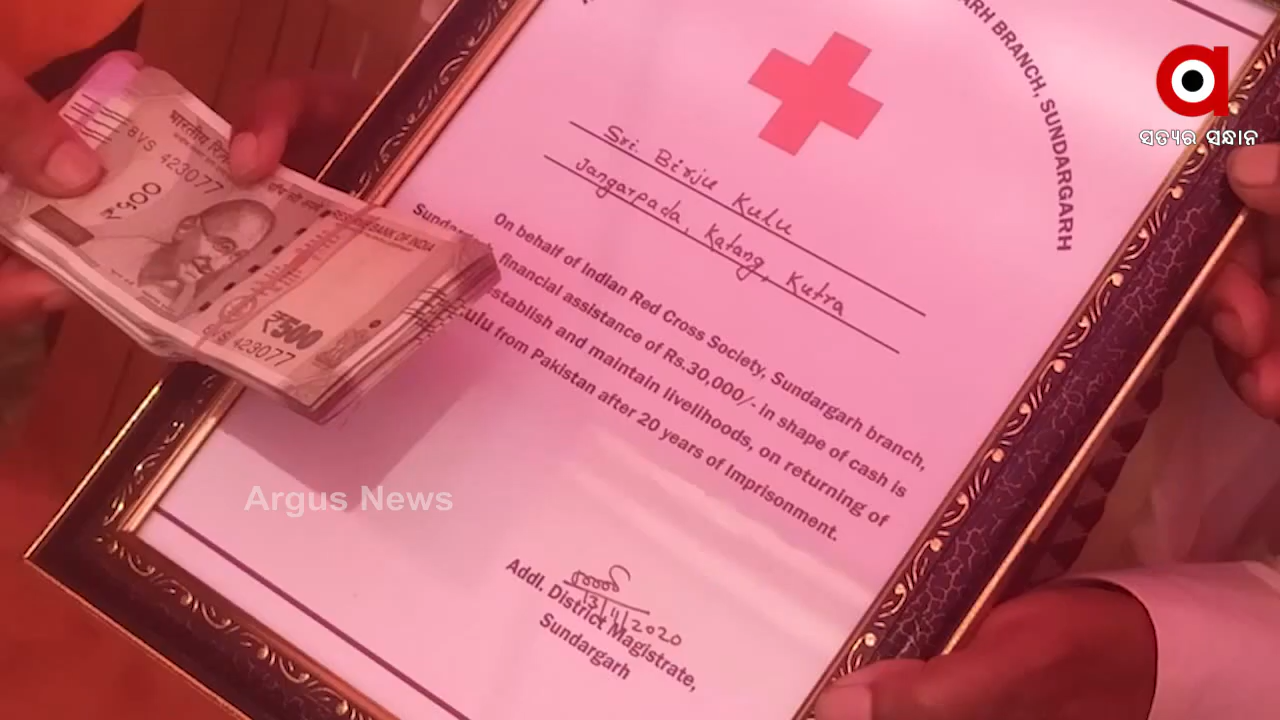 ARH BRANCH, SUNDARGARH
ସତ୍ୟର ସନ୍ଧାନ
Sri Birju Kulu
Jangarpada, Katang, Kutra
On behalf of Indian Red Cross Society, Sundargarh branch,
financial assistance of Rs.30,000/- in shape of cash is
establish and maintain livelihoods, on returning of
Kulu from Pakistan after 20 years of Imprisonment.
13/11/2020
Addl. District Magistrate,
Sundargarh
8VS 423077
₹५००
RESERVE BANK OF INDIA
₹500
8VS 423077
Argus News